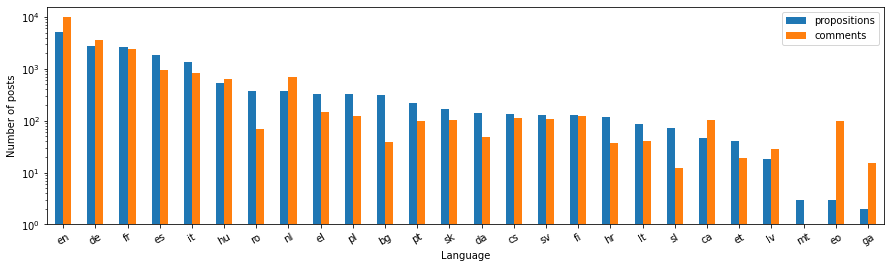 propositions
comments
Number of posts
10⁴
10³
10²
10¹
10⁰
en de fr es it hu ro nl el pl bg pt sk da cs sv fi hr lt sl ca et lv mt eo ga
Language